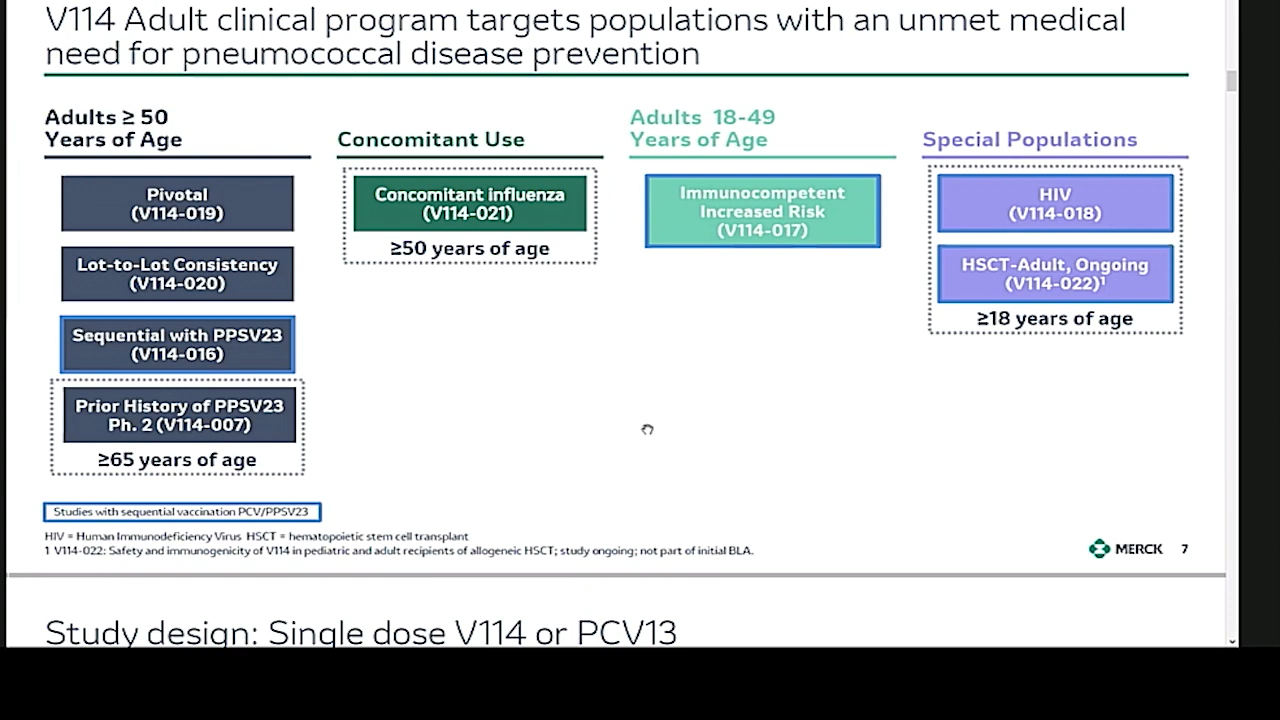 V114 Adult clinical program targets populations with an unmet medical
need for pneumococcal disease prevention
Adults ≥ 50
Years of Age
Pivotal
(V114-019)
Lot-to-Lot Consistency
(V114-020)
Sequential with PPSV23
(V114-016)
Prior History of PPSV23
Ph. 2 (V114-007)
≥65 years of age
Concomitant Use
Concomitant influenza
(V114-021)
≥50 years of age
Adults 18-49
Years of Age
Immunocompetent
Increased Risk
(V114-017)
Special Populations
HIV
(V114-018)
HSCT-Adult, Ongoing
(V114-022)¹
≥18 years of age
Studies with sequential vaccination PCV/PPSV23
HIV = Human Immunodeficiency Virus HSCT = hematopoietic stem cell transplant
1 V114-022: Safety and immunogenicity of V114 in pediatric and adult recipients of allogeneic HSCT; study ongoing; not part of initial BLA.
MERCK 7
Study design: Single dose V114 or PCV13